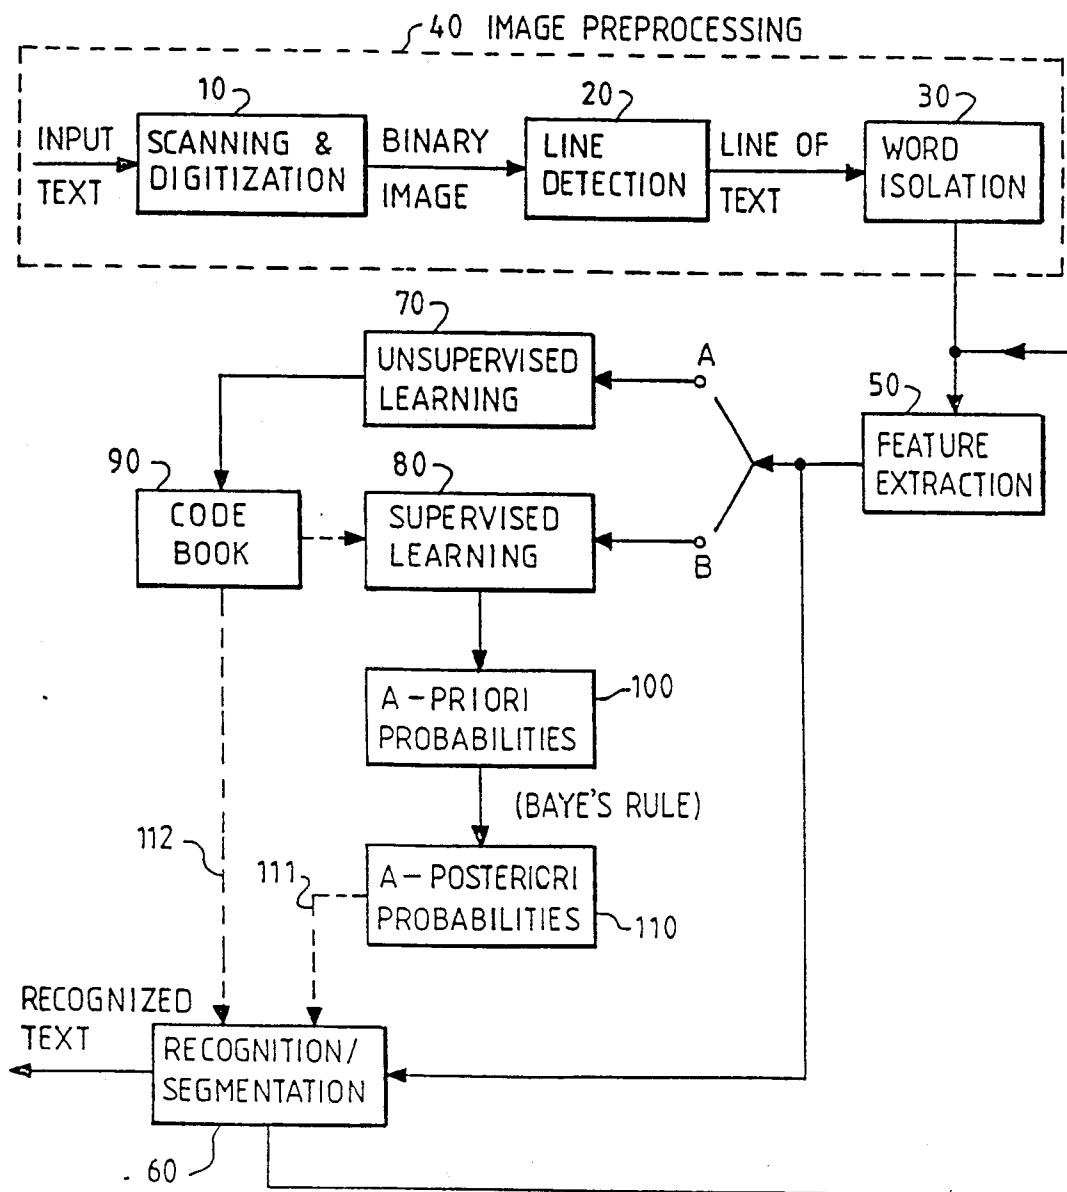 40 IMAGE PREPROCESSING
10
20
30
INPUT
TEXT
SCANNING &
DIGITIZATION
BINARY
IMAGE
LINE
DETECTION
LINE OF
TEXT
WORD
ISOLATION
70
UNSUPERVISED
LEARNING
A
50
FEATURE
EXTRACTION
90
CODE
BOOK
80
SUPERVISED
LEARNING
B
A-PRIORI
PROBABILITIES
100
(BAYE'S RULE)
112
111
A-POSTERICRI
PROBABILITIES
110
RECOGNIZED
TEXT
RECOGNITION/
SEGMENTATION
60